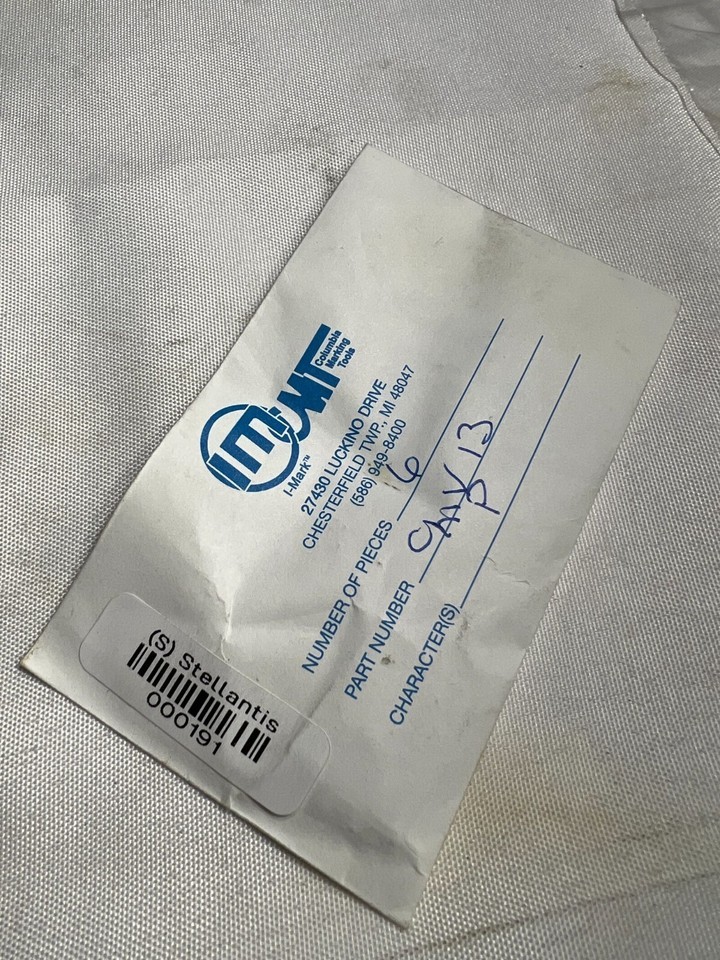 IM
CMT
Columbia
Marking
Tools
I-Mark™
27430 LUCKINO DRIVE
CHESTERFIELD TWP., MI 48047
(586) 949-8400
NUMBER OF PIECES 6
PART NUMBER 13
CHARACTER(S)
(S) Stellantis
000191